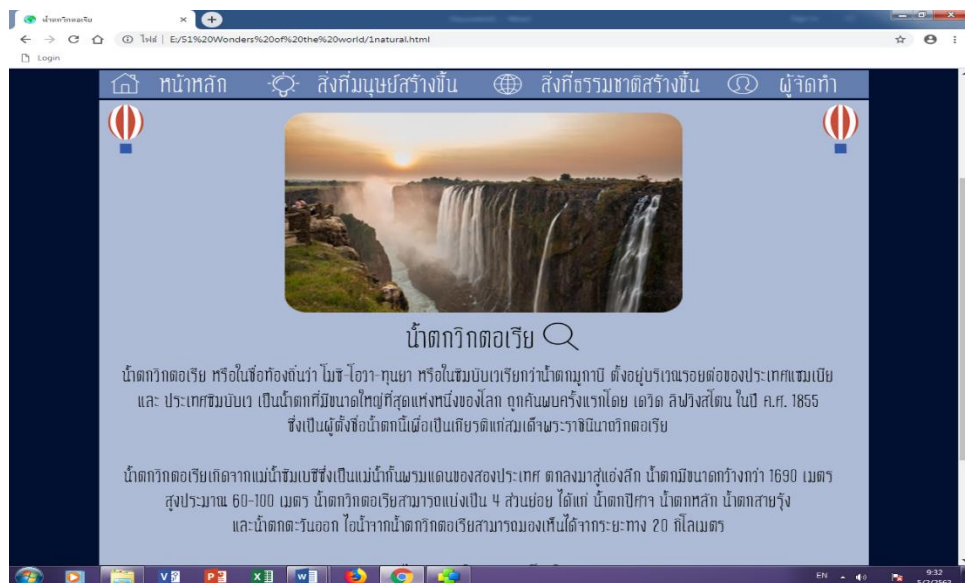 น้ำตกวิกตอเรีย
ไฟล์ | E:/51%20Wonders%20of%20the%20world/1natural.html
Login
หน้าหลัก สิ่งที่มนุษย์สร้างขึ้น สิ่งที่ธรรมชาติสร้างขึ้น ผู้จัดทำ
น้ำตกวิกตอเรีย
น้ำตกวิกตอเรีย หรือในชื่อท้องถิ่นว่า โมซิ-โอวา-ทุนยา หรือในซิมบับเวเรียกว่าน้ำตกมูกาบี ตั้งอยู่บริเวณรอยต่อของประเทศแซมเบีย
และ ประเทศซิมบับเว เป็นน้ำตกที่มีขนาดใหญ่ที่สุดแห่งหนึ่งของโลก ถูกค้นพบครั้งแรกโดย เดวิด ลิฟวิงสโตน ในปี ค.ศ. 1855
ซึ่งเป็นผู้ตั้งชื่อน้ำตกนี้เพื่อเป็นเกียรติแก่สมเด็จพระราชินีนาถวิกตอเรีย
น้ำตกวิกตอเรียเกิดจากแม่น้ำซัมเบซีซึ่งเป็นแม่น้ำกั้นพรมแดนของสองประเทศ ตกลงมาสู่แอ่งลึก น้ำตกมีขนาดกว้างกว่า 1690 เมตร
สูงประมาณ 60-100 เมตร น้ำตกวิกตอเรียสามารถแบ่งเป็น 4 ส่วนย่อย ได้แก่ น้ำตกปีศาจ น้ำตกหลัก น้ำตกสายรุ้ง
และน้ำตกตะวันออก ไอน้ำจากน้ำตกวิกตอเรียสามารถมองเห็นได้จากระยะทาง 20 กิโลเมตร
EN 9:32
5/2/2563